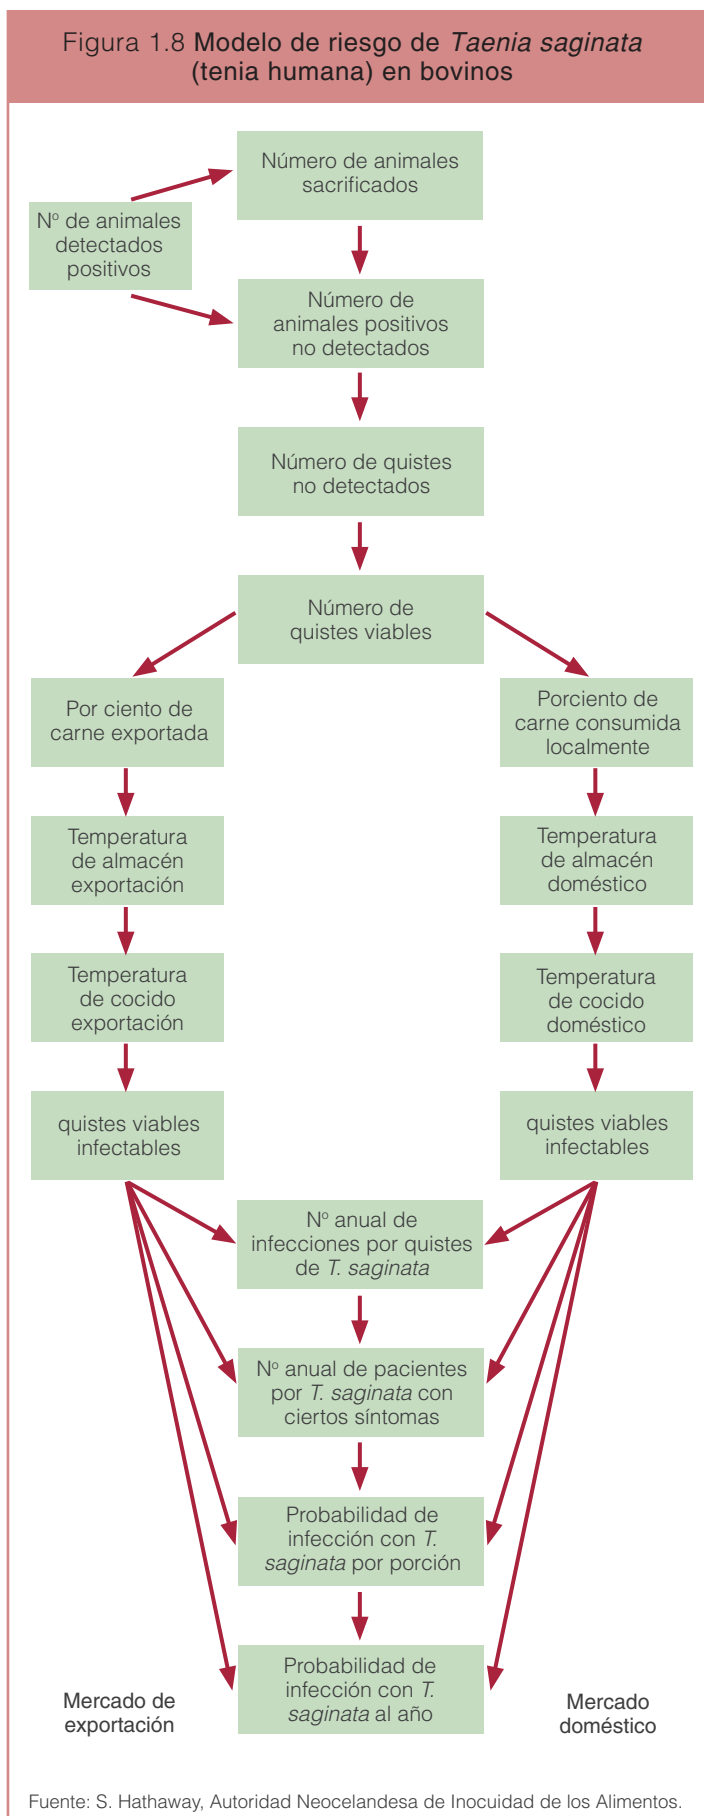 Figura 1.8 Modelo de riesgo de Taenia saginata
(tenia humana) en bovinos
Número de animales
sacrificados
Nº de animales
detectados
positivos
Número de
animales positivos
no detectados
Número de quistes
no detectados
Número de
quistes viables
Por ciento de
carne exportada
Porciento de
carne consumida
localmente
Temperatura
de almacén
exportación
Temperatura
de almacén
doméstico
Temperatura
de cocido
exportación
Temperatura
de cocido
doméstico
quistes viables
infectables
quistes viables
infectables
Nº anual de
infecciones por quistes
de T. saginata
Nº anual de pacientes
por T. saginata con
ciertos síntomas
Probabilidad de
infección con T.
saginata por porción
Probabilidad de
infección con T.
saginata al año
Mercado de
exportación
Mercado
doméstico
Fuente: S. Hathaway, Autoridad Neocelandesa de Inocuidad de los Alimentos.